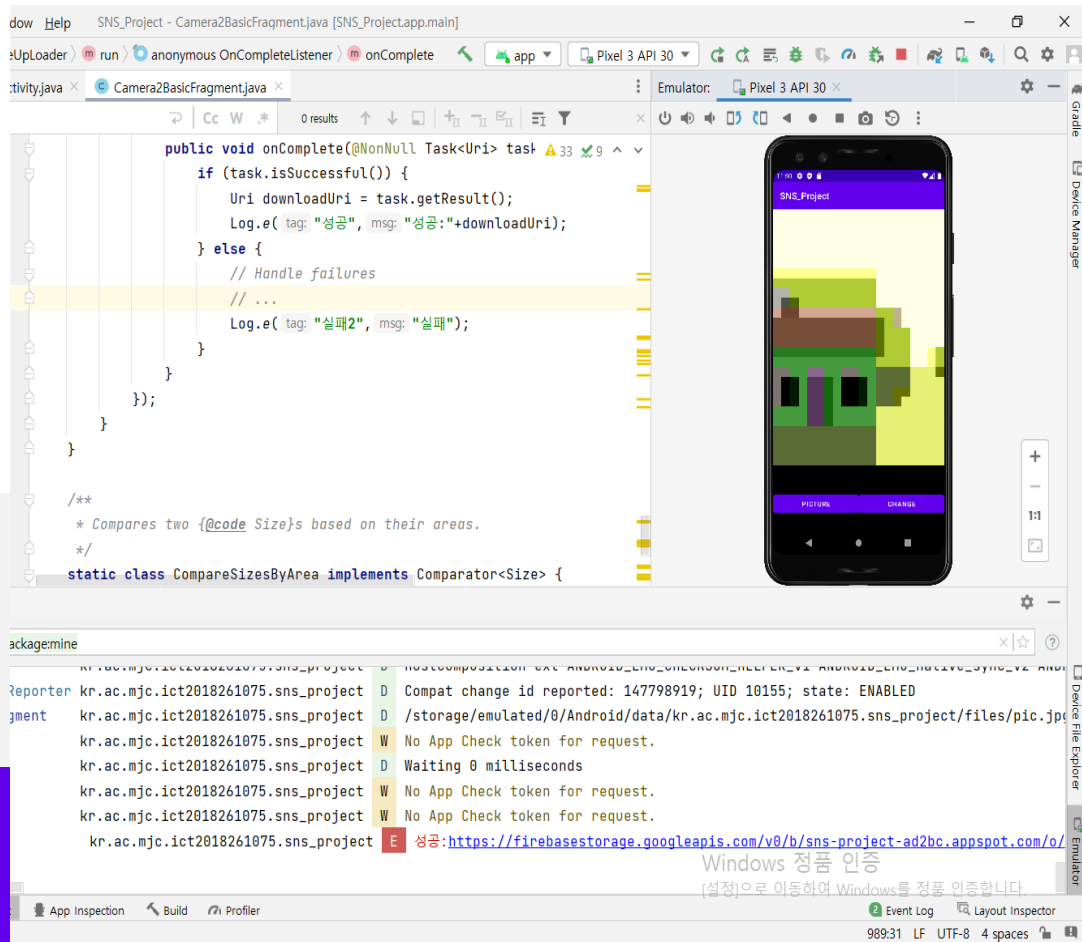 dow Help SNS_Project - Camera2BasicFragment.java [SNS_Project.app.main]
eUpLoader run anonymous OnCompleteListener onComplete app Pixel 3 API 30
ctivity.java Camera2BasicFragment.java Emulator: Pixel 3 API 30
Cc W .* 0 results
public void onComplete(@NonNull Task<Uri> task 33 9
if (task.isSuccessful()) {
Uri downloadUri = task.getResult();
Log.e( tag: "성공", msg: "성공:"+downloadUri);
} else {
// Handle failures
// ...
Log.e( tag: "실패2", msg: "실패");
}
}
});
}
}
/**
* Compares two {@code Size}s based on their areas.
*/
static class CompareSizesByArea implements Comparator<Size> {
SNS_Project
PICTURE CHANGE
1:1
Gradle
Device Manager
ackage:mine
Reporter kr.ac.mjc.ict2018261075.sns_project D Compat change id reported: 147798919; UID 10155; state: ENABLED
gment kr.ac.mjc.ict2018261075.sns_project D /storage/emulated/0/Android/data/kr.ac.mjc.ict2018261075.sns_project/files/pic.jpg
kr.ac.mjc.ict2018261075.sns_project W No App Check token for request.
kr.ac.mjc.ict2018261075.sns_project D Waiting 0 milliseconds
kr.ac.mjc.ict2018261075.sns_project W No App Check token for request.
kr.ac.mjc.ict2018261075.sns_project W No App Check token for request.
kr.ac.mjc.ict2018261075.sns_project E 성공:https://firebasestorage.googleapis.com/v0/b/sns-project-ad2bc.appspot.com/o/
Windows 정품 인증
[설정]으로 이동하여 Windows를 정품 인증합니다.
Device File Explorer
Emulator
App Inspection Build Profiler 2 Event Log Layout Inspector
989:31 LF UTF-8 4 spaces